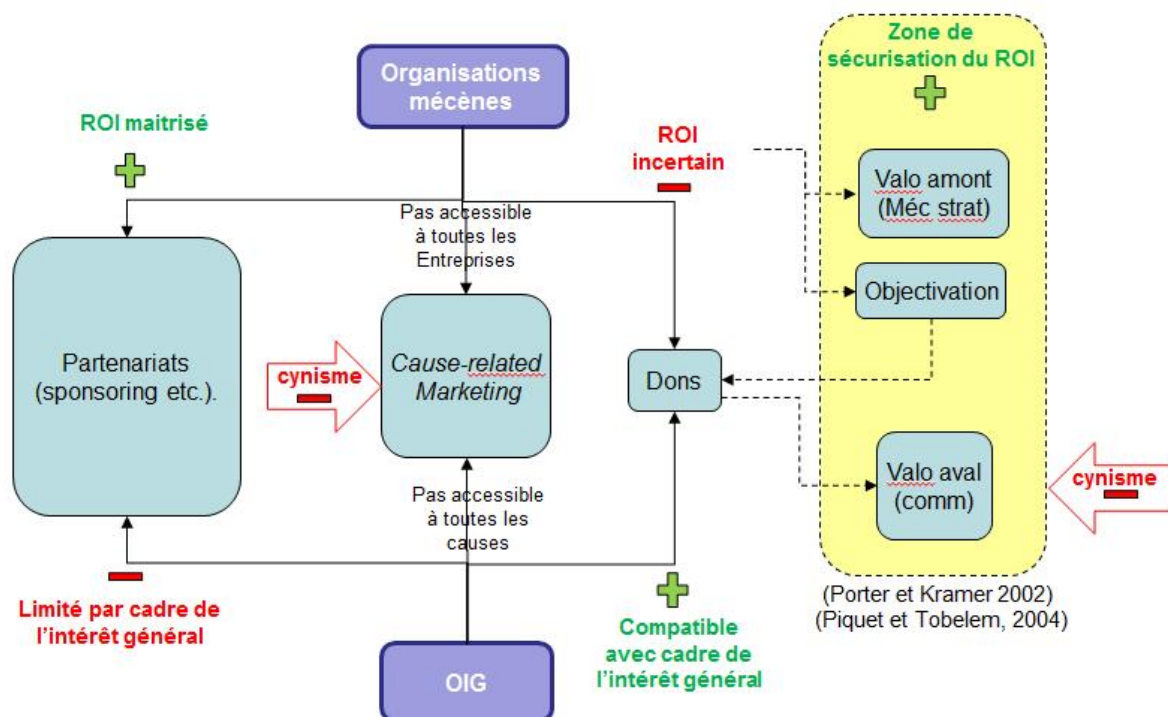 Organisations
mécènes
Zone de
sécurisation du ROI
ROI maitrisé
ROI
incertain
Valo amont
(Méc strat)
Pas accessible
à toutes les
Entreprises
Objectivation
Partenariats
(sponsoring etc.).
cynisme
Cause-related
Marketing
Dons
Valo aval
(comm)
cynisme
Pas accessible
à toutes les
causes
Limité par cadre de
l'intérêt général
OIG
Compatible
avec cadre de
l'intérêt général
(Porter et Kramer 2002)
(Piquet et Tobelem, 2004)